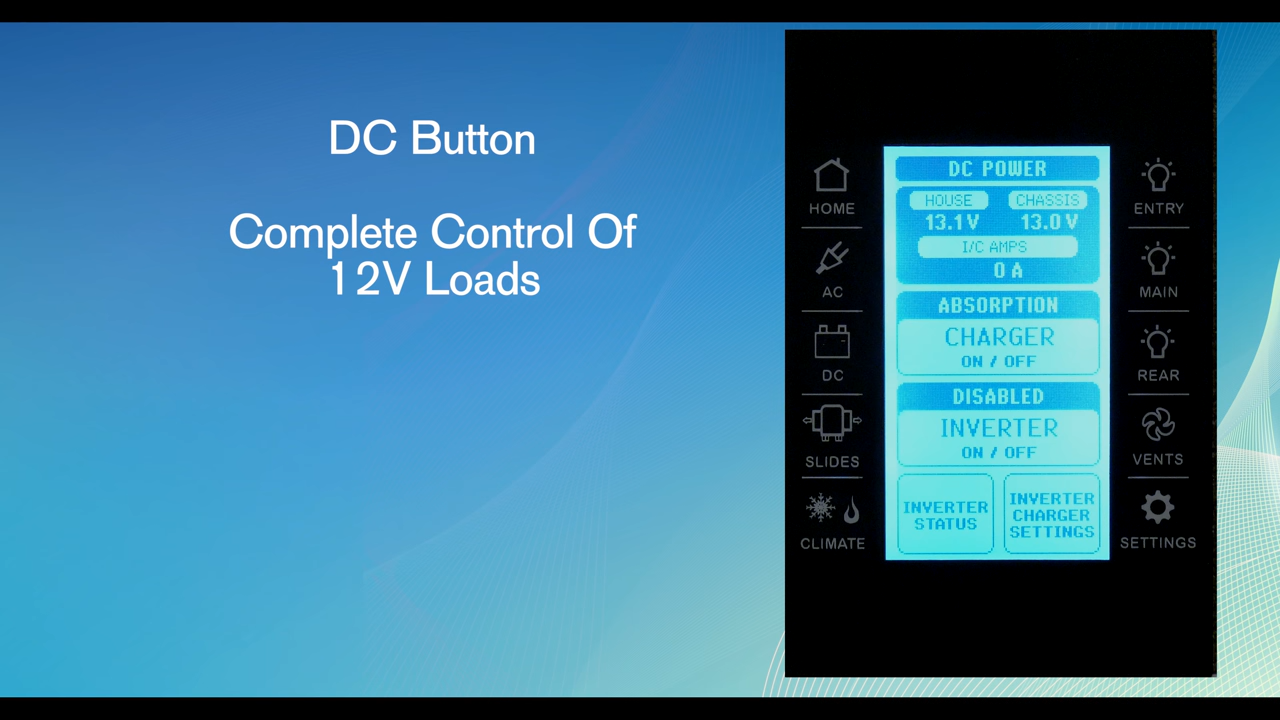 DC Button
Complete Control Of
12V Loads
HOME
AC
DC
SLIDES
CLIMATE
DC POWER
HOUSE CHASSIS
13.1V 13.0 V
I/C AMPS
0 A
ABSORPTION
CHARGER
ON / OFF
DISABLED
INVERTER
ON / OFF
INVERTER
STATUS
INVERTER
CHARGER
SETTINGS
ENTRY
MAIN
REAR
VENTS
SETTINGS